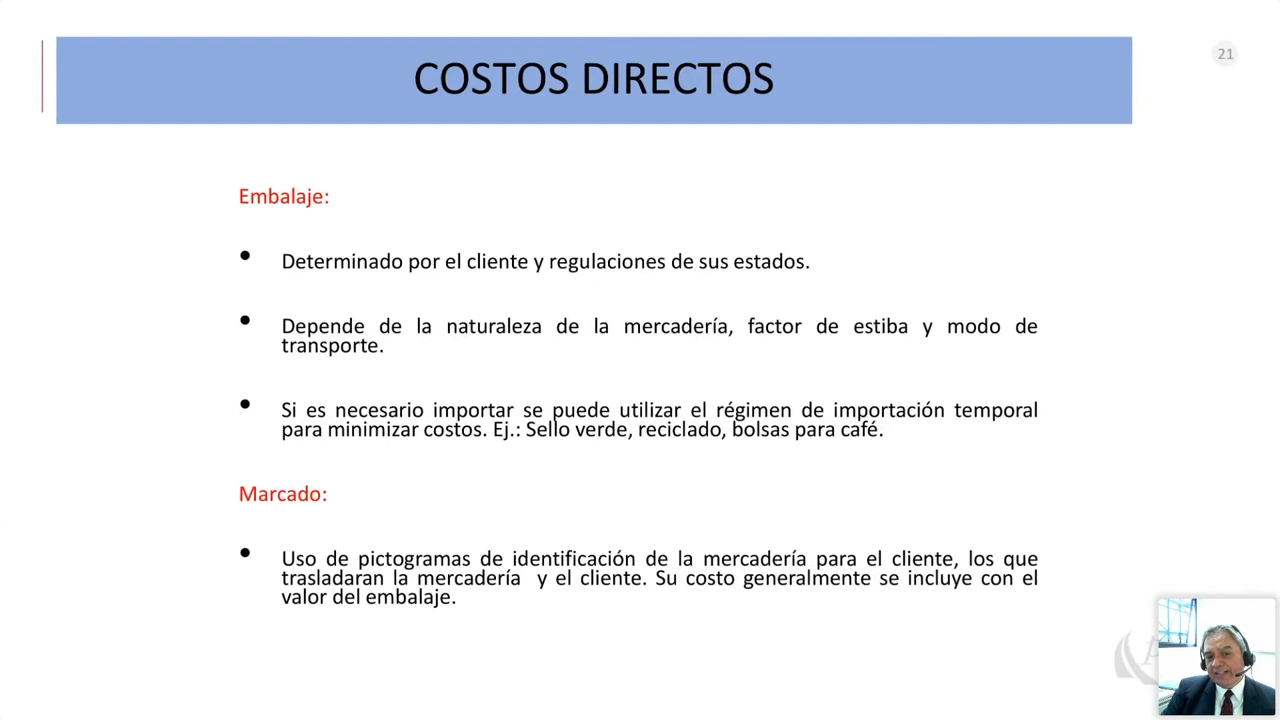 21
COSTOS DIRECTOS
Embalaje:
• Determinado por el cliente y regulaciones de sus estados.
• Depende de la naturaleza de la mercadería, factor de estiba y modo de
transporte.
• Si es necesario importar se puede utilizar el régimen de importación temporal
para minimizar costos. Ej.: Sello verde, reciclado, bolsas para café.
Marcado:
• Uso de pictogramas de identificación de la mercadería para el cliente, los que
trasladaran la mercadería y el cliente. Su costo generalmente se incluye con el
valor del embalaje.